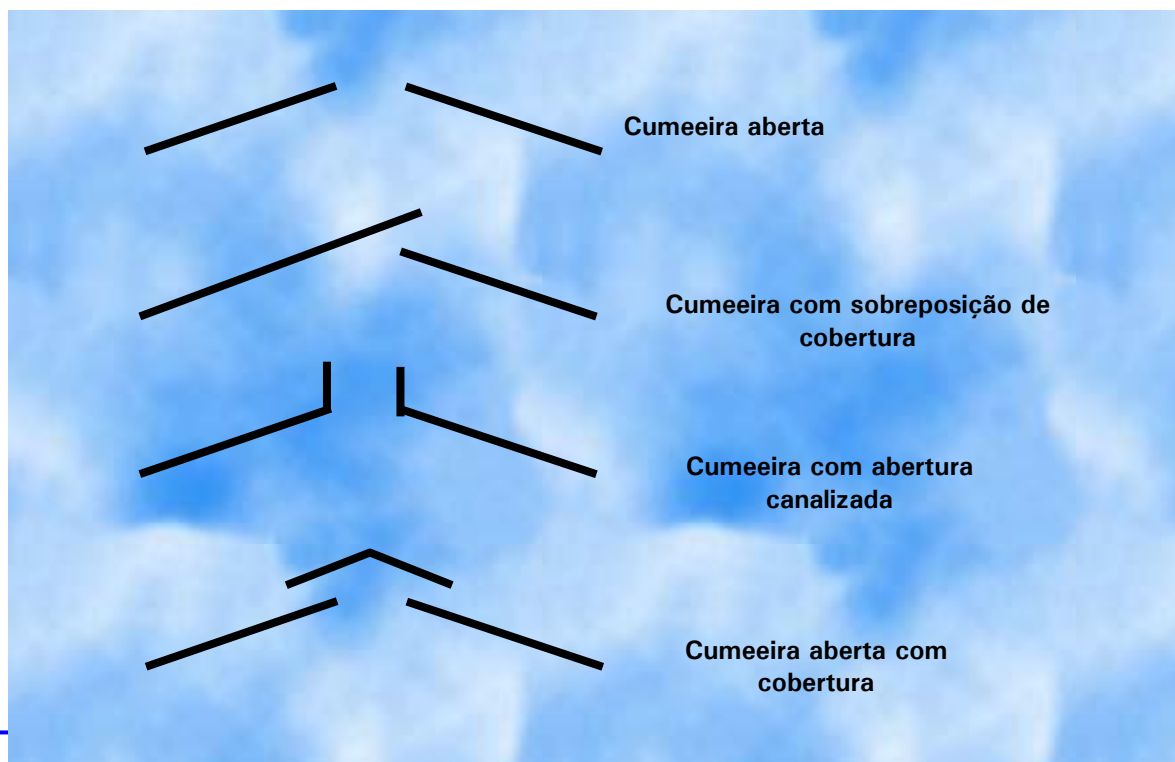 Cumeeira aberta
Cumeeira com sobreposição de
cobertura
Cumeeira com abertura
canalizada
Cumeeira aberta com
cobertura